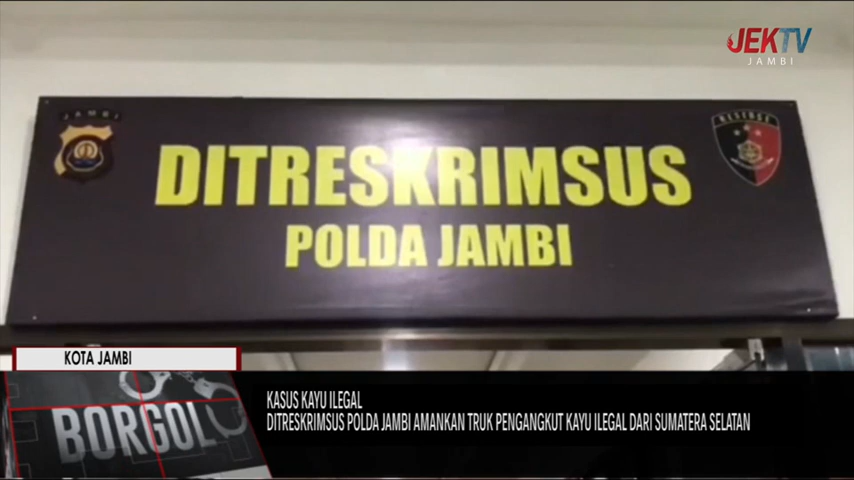 JEKTV
JAMBI
JAMBI
RESERSE
DITRESKRIMSUS
POLDA JAMBI
KOTA JAMBI
BORGOL
KASUS KAYU ILEGAL
DITRESKRIMSUS POLDA JAMBI AMANKAN TRUK PENGANGKUT KAYU ILEGAL DARI SUMATERA SELATAN